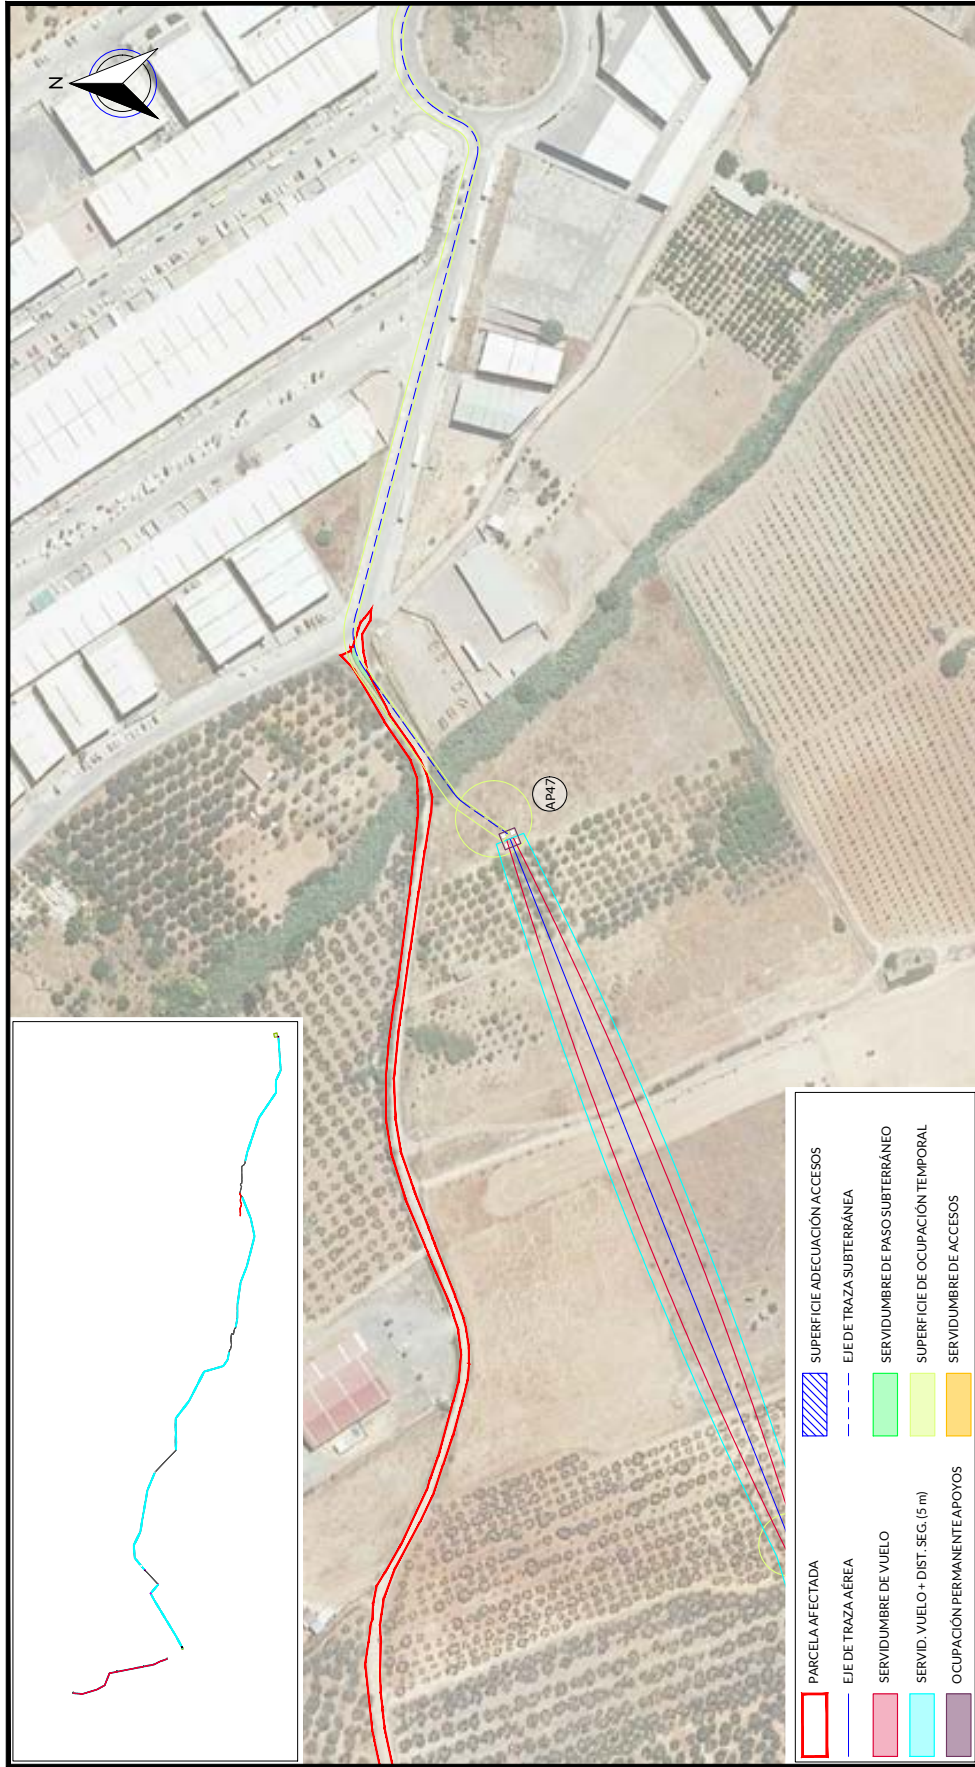 N
AP47
PARCELA AFECTADA
EJE DE TRAZA AÉREA
SERVIDUMBRE DE VUELO
SERVID. VUELO + DIST. SEG. (5 m)
OCUPACIÓN PERMANENTE APOYOS
SUPERFICIE ADECUACIÓN ACCESOS
EJE DE TRAZA SUBTERRÁNEA
SERVIDUMBRE DE PASO SUBTERRÁNEO
SUPERFICIE DE OCUPACIÓN TEMPORAL
SERVIDUMBRE DE ACCESOS